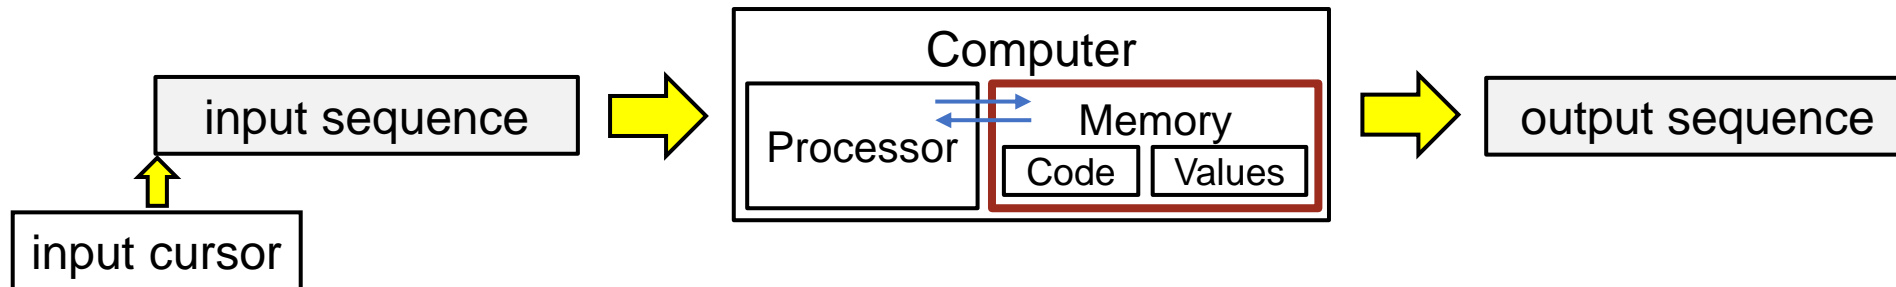 Computer
input sequence
Processor
Memory
Code
Values
output sequence
input cursor